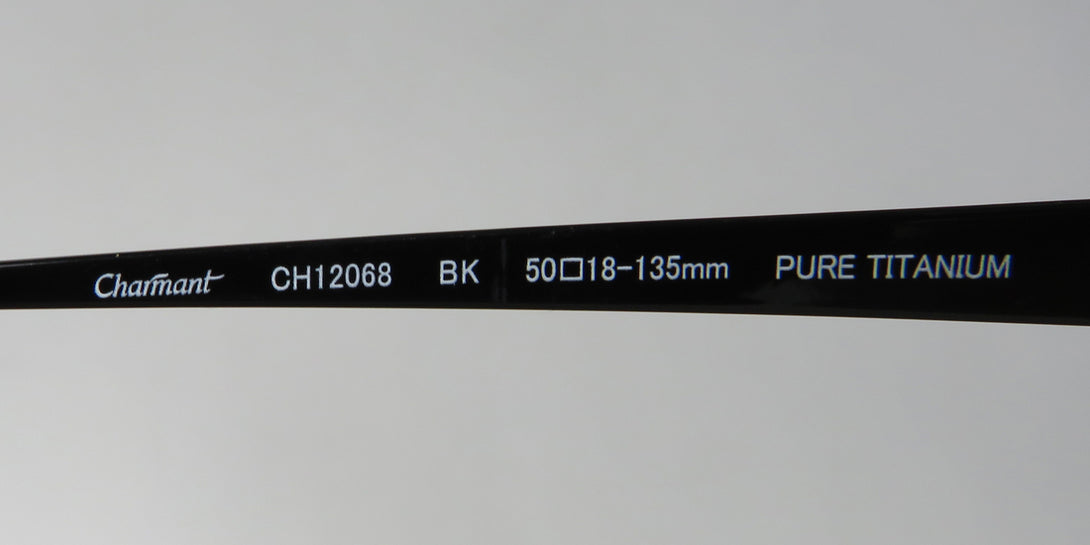 Charmant CH12068 BK 50□18-135mm PURE TITANIUM